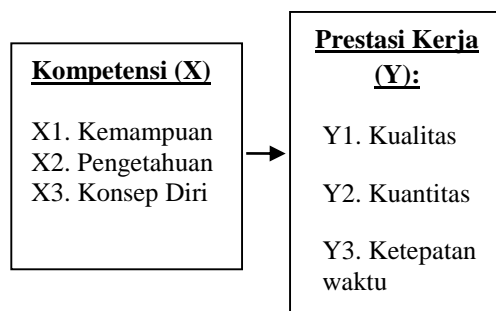 Kompetensi (X)
X1. Kemampuan
X2. Pengetahuan
X3. Konsep Diri
Prestasi Kerja
(Y):
Y1. Kualitas
Y2. Kuantitas
Y3. Ketepatan
waktu